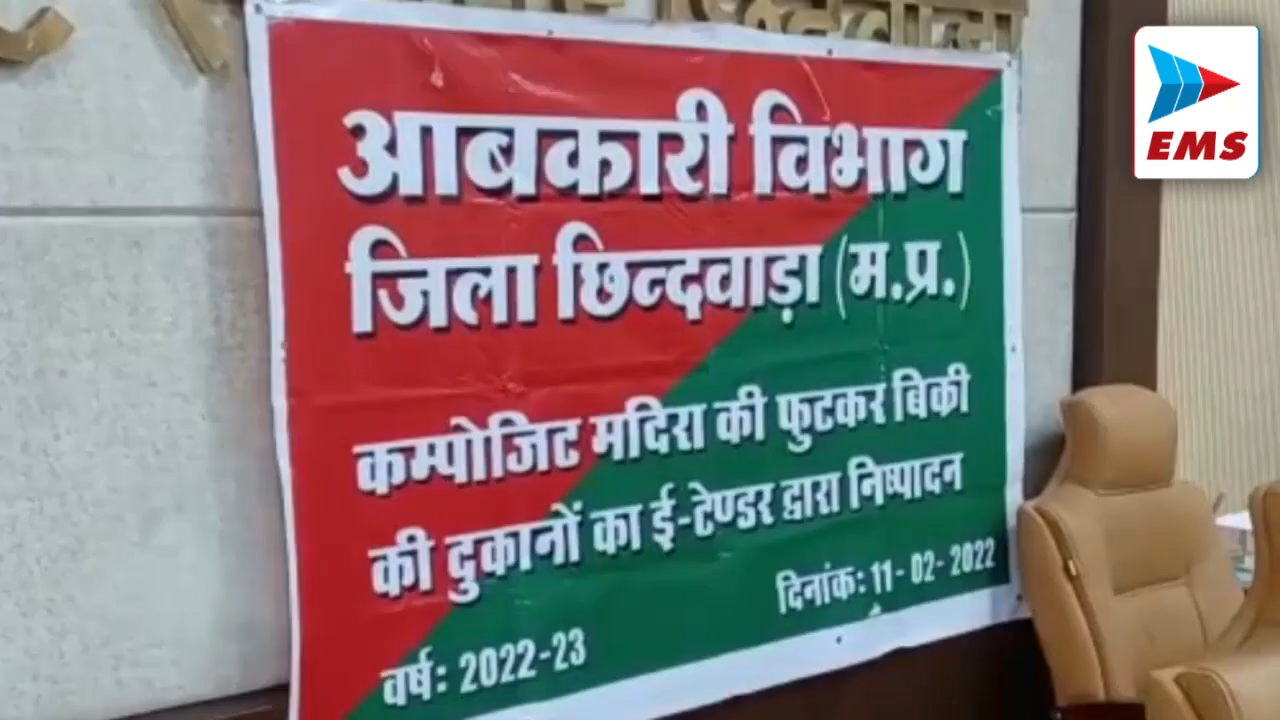 आबकारी विभाग
जिला छिन्दवाड़ा (म.प्र.)
कम्पोजिट मदिरा की फुटकर बिकी
की दुकानों का ई-टेण्डर द्वारा निष्पादन
दिनांक: 11-02-2022
वर्ष: 2022-23
EMS